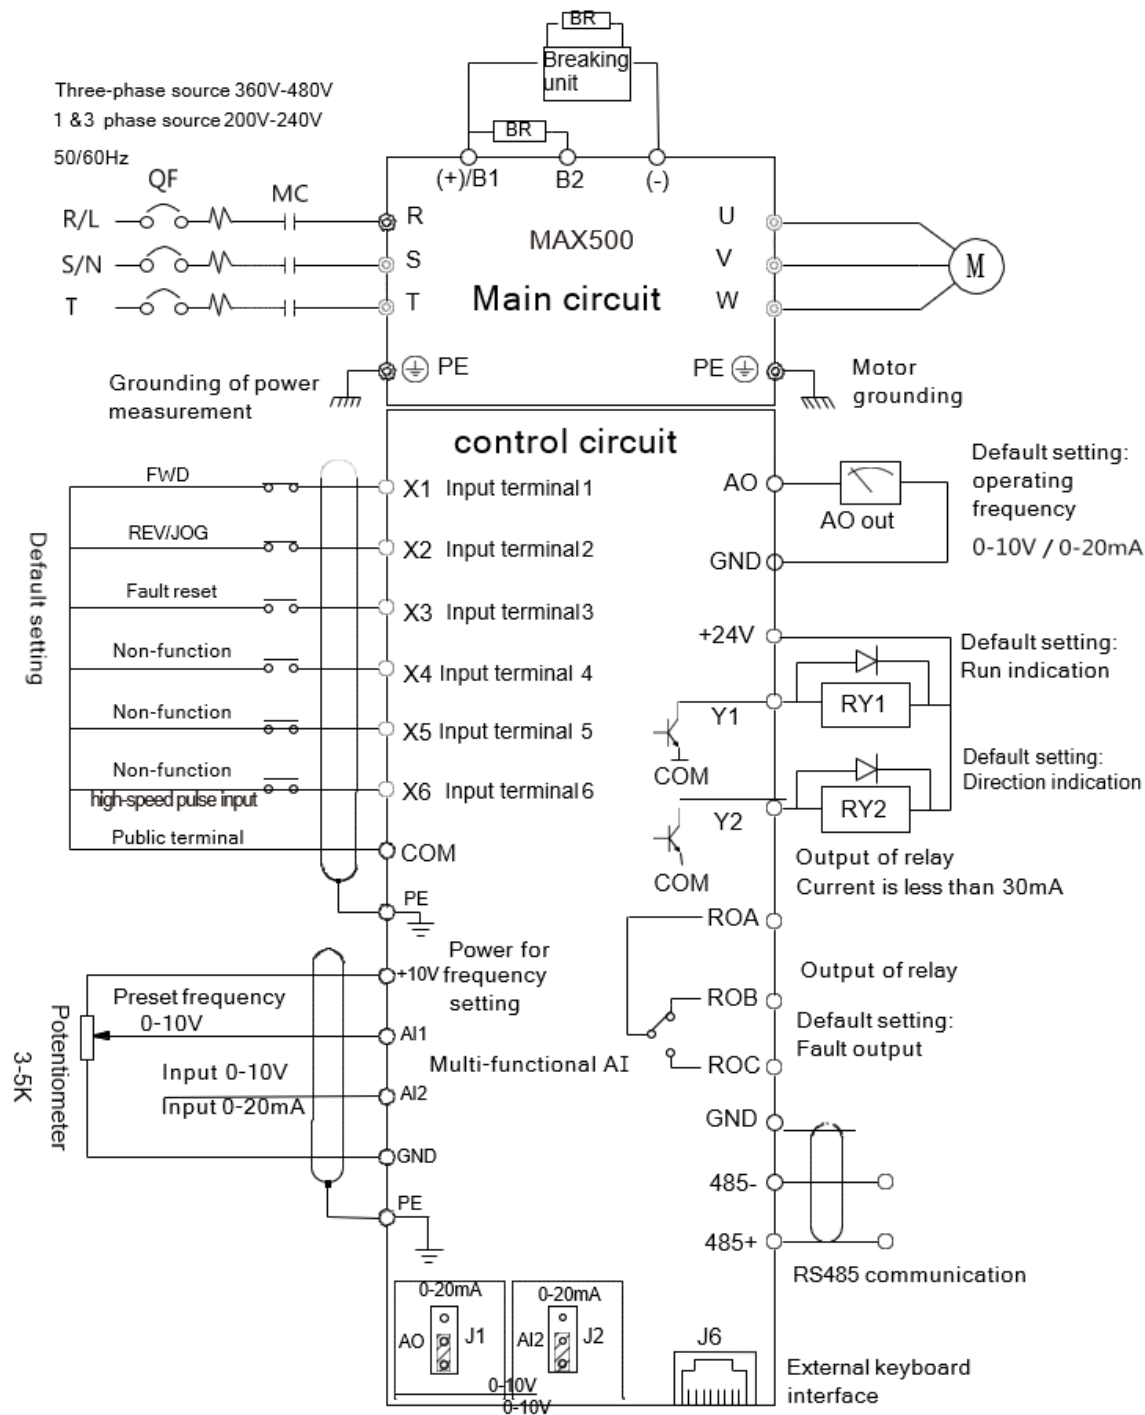 BR
Breaking
unit
Three-phase source 360V-480V
1 &3 phase source 200V-240V
50/60Hz
BR
(+)/B1
B2
(-)
QF
MC
R/L
R
U
MAX500
S/N
S
V
M
T
T
W
Main circuit
PE
PE
Grounding of power
measurement
Motor
grounding
control circuit
Default setting
FWD
X1 Input terminal 1
REV/JOG
X2 Input terminal 2
Fault reset
X3 Input terminal 3
Non-function
X4 Input terminal 4
Non-function
X5 Input terminal 5
Non-function
high-speed pulse input
X6 Input terminal 6
Public terminal
COM
PE
AO
AO out
GND
Default setting:
operating
frequency
0-10V / 0-20mA
+24V
Y1
COM
RY1
Default setting:
Run indication
Y2
COM
RY2
Default setting:
Direction indication
Output of relay
Current is less than 30mA
ROA
ROB
ROC
Output of relay
Default setting:
Fault output
+10V
Power for
frequency
setting
Potentiometer
3-5K
Preset frequency
0-10V
AI1
Multi-functional AI
Input 0-10V
Input 0-20mA
AI2
GND
PE
GND
485-
485+
RS485 communication
0-20mA
AO
J1
0-10V
0-20mA
AI2
J2
0-10V
J6
External keyboard
interface